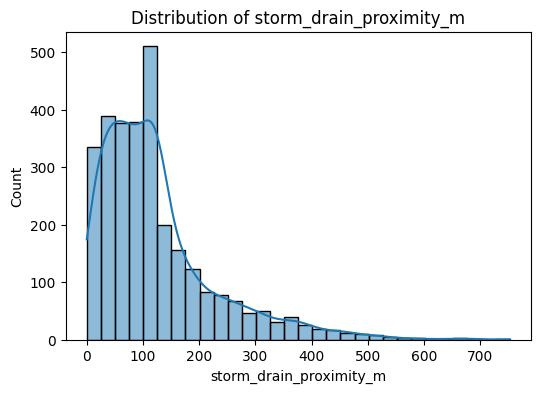 Distribution of storm_drain_proximity_m
Count
500
400
300
200
100
0
0 100 200 300 400 500 600 700
storm_drain_proximity_m